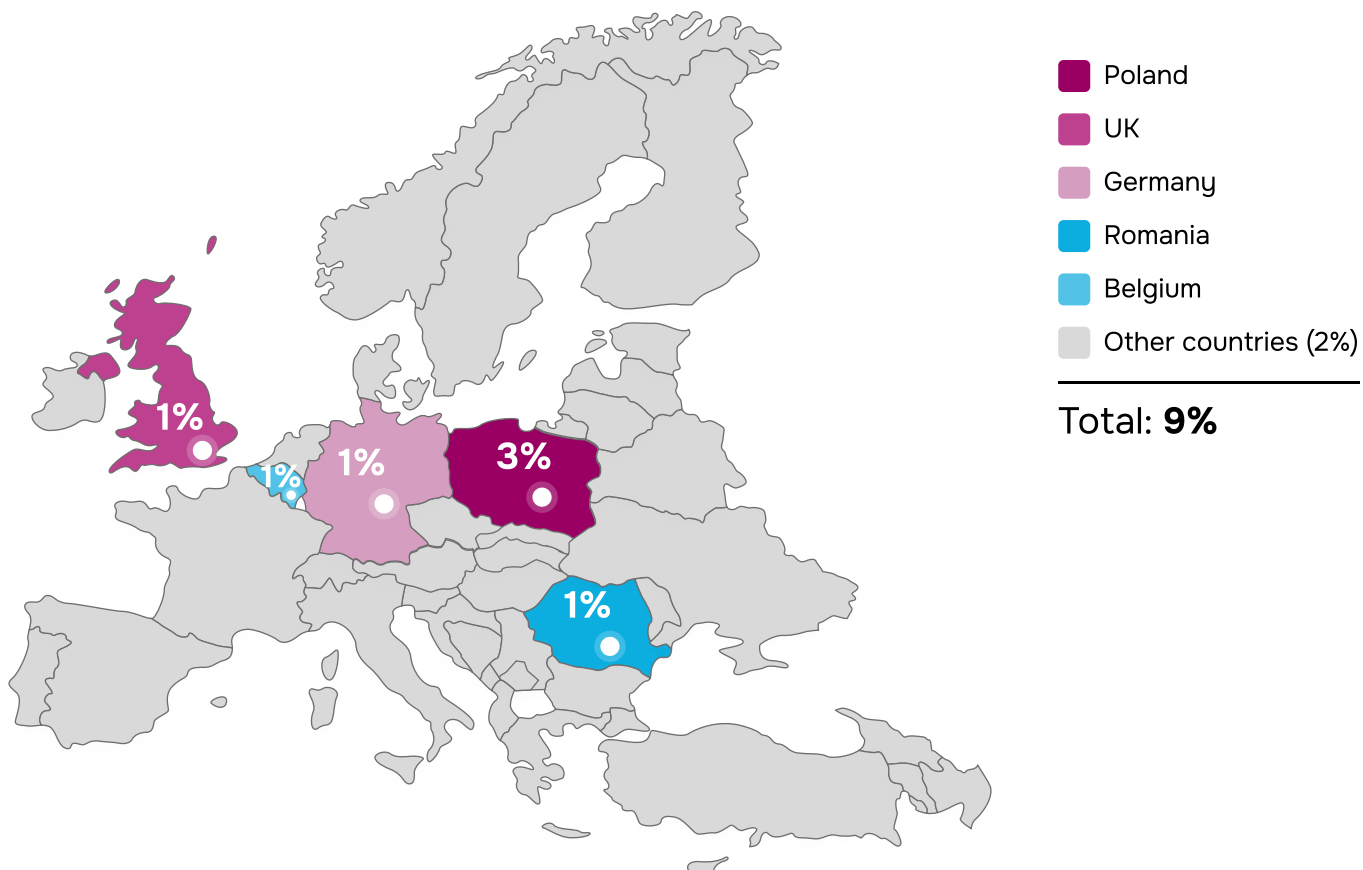 Poland
UK
Germany
Romania
Belgium
Other countries (2%)
Total: 9%
1%
1%
1%
3%
1%